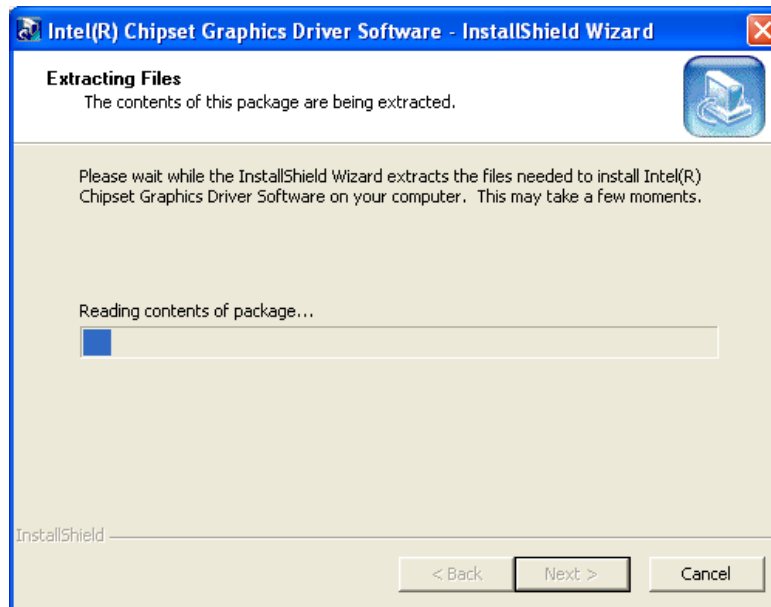 Intel(R) Chipset Graphics Driver Software - InstallShield Wizard
Extracting Files
The contents of this package are being extracted.
Please wait while the InstallShield Wizard extracts the files needed to install Intel(R)
Chipset Graphics Driver Software on your computer. This may take a few moments.
Reading contents of package...
InstallShield
< Back Next > Cancel